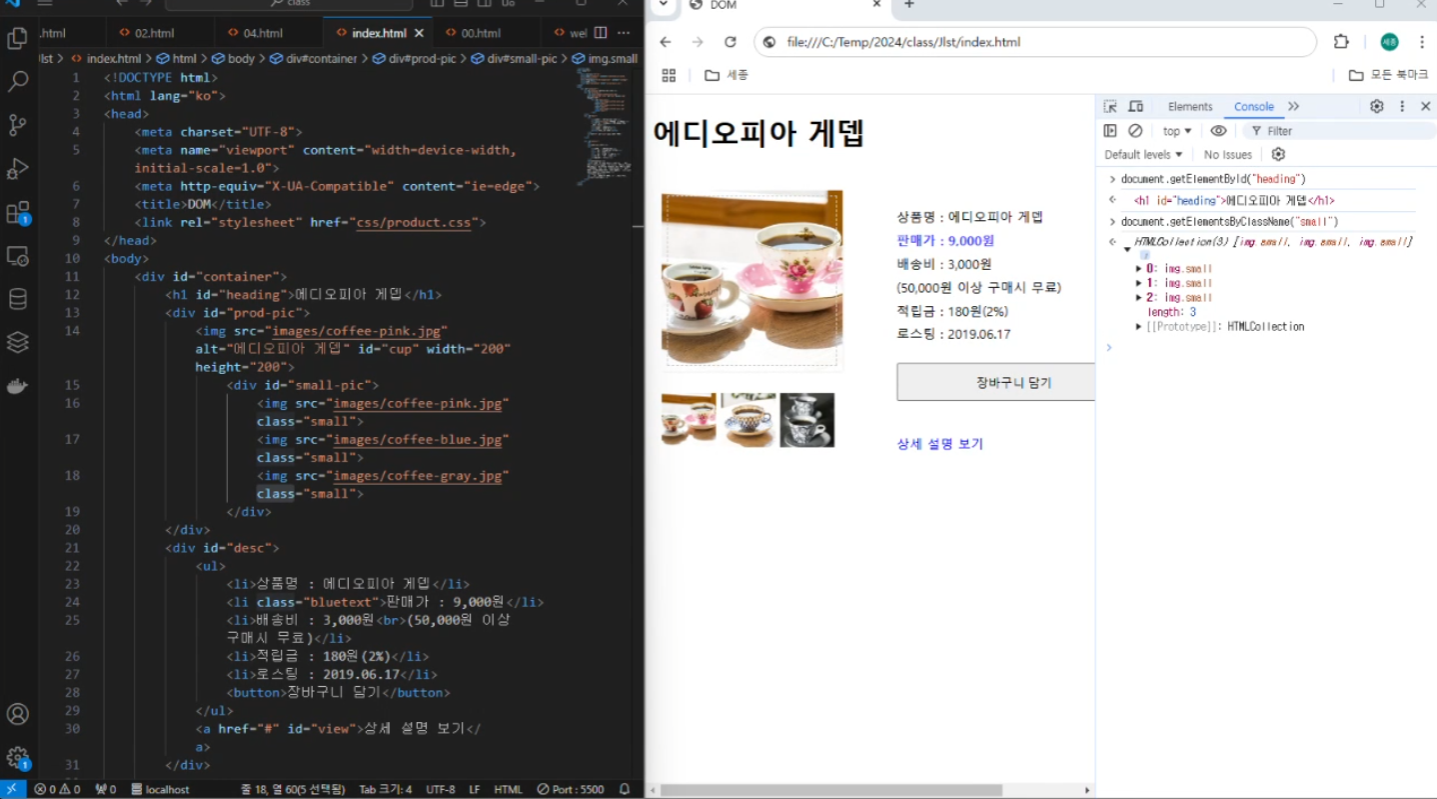 class
.html
02.html
04.html
index.html
00.html
wel
Jst > index.html > html > body > div#container > div#prod-pic > div#small-pic > img.small
1 <!DOCTYPE html>
2 <html lang="ko">
3 <head>
4 <meta charset="UTF-8">
5 <meta name="viewport" content="width=device-width,
initial-scale=1.0">
6 <meta http-equiv="X-UA-Compatible" content="ie=edge">
7 <title>DOM</title>
8 <link rel="stylesheet" href="css/product.css">
9 </head>
10 <body>
11 <div id="container">
12 <h1 id="heading">에디오피아 게뎁</h1>
13 <div id="prod-pic">
14 <img src="images/coffee-pink.jpg"
alt="에디오피아 게뎁" id="cup" width="200"
height="200">
15 <div id="small-pic">
16 <img src="images/coffee-pink.jpg"
class="small">
17 <img src="images/coffee-blue.jpg"
class="small">
18 <img src="images/coffee-gray.jpg"
class="small">
19 </div>
20 </div>
21 <div id="desc">
22 <ul>
23 <li>상품명 : 에디오피아 게뎁</li>
24 <li class="bluetext">판매가 : 9,000원</li>
25 <li>배송비 : 3,000원<br>(50,000원 이상
구매시 무료)</li>
26 <li>적립금 : 180원(2%)</li>
27 <li>로스팅 : 2019.06.17</li>
28 <button>장바구니 담기</button>
29 </ul>
30 <a href="#" id="view">상세 설명 보기</
a>
31 </div>
1
1
0 0 0 localhost 줄 18, 열 60(5 선택됨) Tab 크기: 4 UTF-8 LF HTML Port : 5500
DOM
file:///C:/Temp/2024/class/Jlst/index.html
세종
세종
모든 북마크
에디오피아 게뎁
상품명 : 에디오피아 게뎁
판매가 : 9,000원
배송비 : 3,000원
(50,000원 이상 구매시 무료)
적립금 : 180원(2%)
로스팅 : 2019.06.17
장바구니 담기
상세 설명 보기
Elements Console
top Filter
Default levels No Issues
document.getElementById("heading")
<h1 id="heading">에디오피아 게뎁</h1>
document.getElementsByClassName("small")
HTMLCollection(3) [img.small, img.small, img.small]
0: img.small
1: img.small
2: img.small
length: 3
[[Prototype]]: HTMLCollection